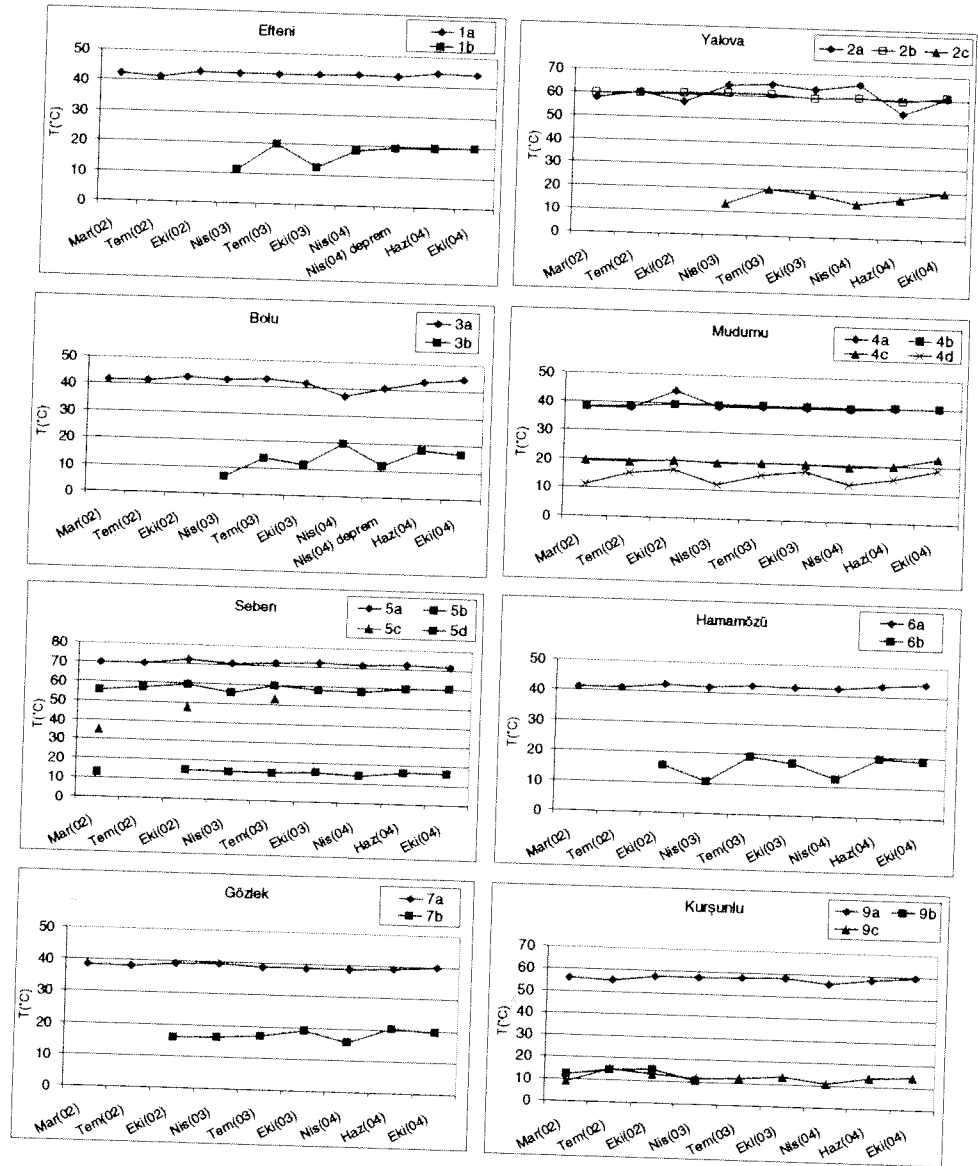 Efteni
1a
1b
T(°C)
50
40
30
20
10
0
Mar(02)
Tem(02)
Eki(02)
Nis(03)
Tem(03)
Eki(03)
Nis(04)
Nis(04) deprem
Haz(04)
Eki(04)
Yalova
2a 2b 2c
T(°C)
70
60
50
40
30
20
10
0
Mar(02)
Tem(02)
Eki(02)
Nis(03)
Tem(03)
Eki(03)
Nis(04)
Haz(04)
Eki(04)
Bolu
3a
3b
T(°C)
50
40
30
20
10
0
Mar(02)
Tem(02)
Eki(02)
Nis(03)
Tem(03)
Eki(03)
Nis(04)
Nis(04) deprem
Haz(04)
Eki(04)
Mudurnu
4a 4b
4c 4d
T(°C)
50
40
30
20
10
0
Mar(02)
Tem(02)
Eki(02)
Nis(03)
Tem(03)
Eki(03)
Nis(04)
Haz(04)
Eki(04)
Seben
5a 5b
5c 5d
T(°C)
80
70
60
50
40
30
20
10
0
Mar(02)
Tem(02)
Eki(02)
Nis(03)
Tem(03)
Eki(03)
Nis(04)
Haz(04)
Eki(04)
Hamamözü
6a
6b
T(°C)
50
40
30
20
10
0
Mar(02)
Tem(02)
Eki(02)
Nis(03)
Tem(03)
Eki(03)
Nis(04)
Haz(04)
Eki(04)
Gözlek
7a
7b
T(°C)
50
40
30
20
10
0
Mar(02)
Tem(02)
Eki(02)
Nis(03)
Tem(03)
Eki(03)
Nis(04)
Haz(04)
Eki(04)
Kurşunlu
9a 9b
9c
T(°C)
70
60
50
40
30
20
10
0
Mar(02)
Tem(02)
Eki(02)
Nis(03)
Tem(03)
Eki(03)
Nis(04)
Haz(04)
Eki(04)